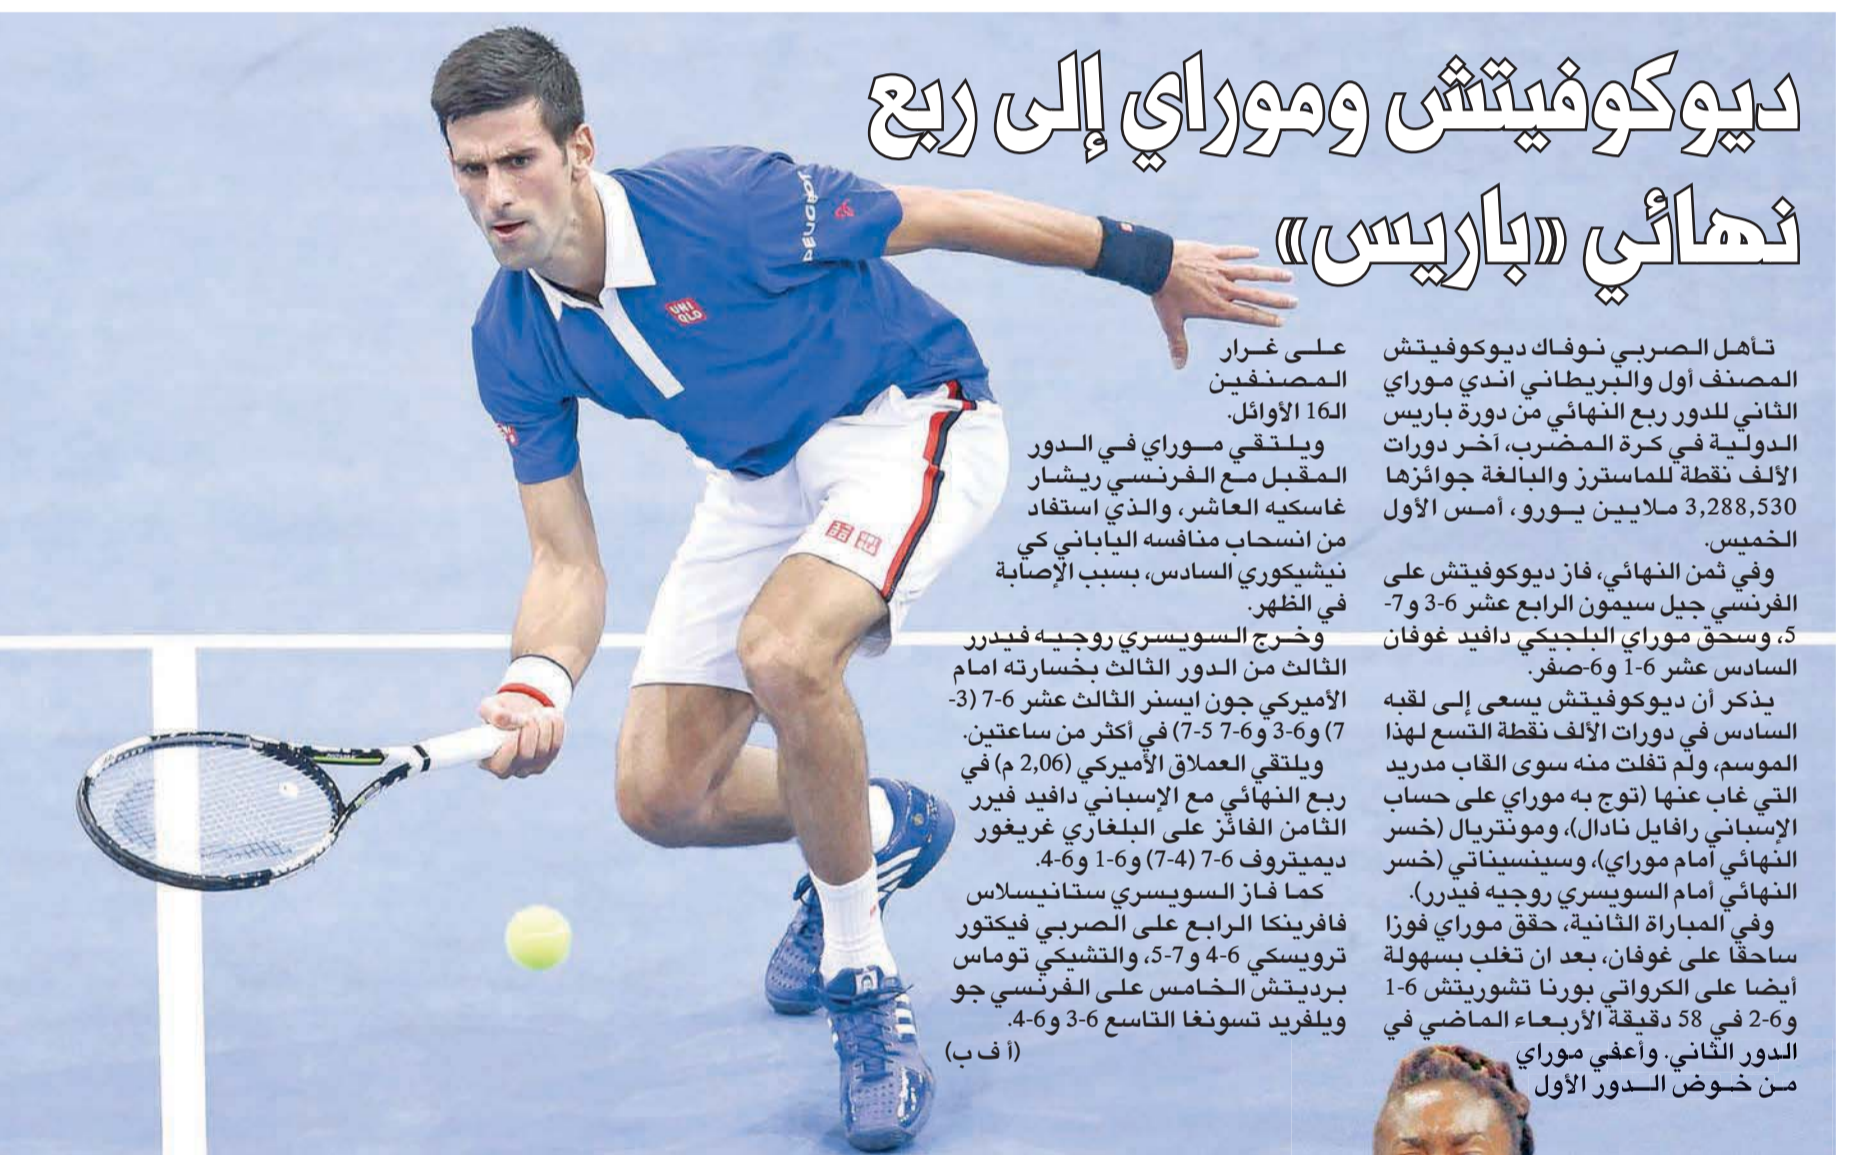 ديوكوفيتش وموراي إلى ربع
نهائي «باريس»
تأهل الصربي نوفاك ديوكوفيتش
المصنف أول والبريطاني اندي موراي
الثاني للدور ربع النهائي من دورة باريس
الدولية في كرة المضرب، آخر دورات
الألف نقطة للماسترز والبالغة جوائزها
3,288,530 ملايين يورو، أمس الأول
الخميس.
وفي ثمن النهائي، فاز ديوكوفيتش على
الفرنسي جيل سيمون الرابع عشر 6-3 و7-
5، وسحق موراي البلجيكي دافيد غوفان
السادس عشر 6-1 و6-صفر.
يذكر أن ديوكوفيتش يسعى إلى لقبه
السادس في دورات الألف نقطة التسع لهذا
الموسم، ولم تفلت منه سوى القاب مدريد
التي غاب عنها (توج به موراي على حساب
الإسباني رافايل نادال)، ومونتريال (خسر
النهائي أمام موراي)، وسينسيناتي (خسر
النهائي أمام السويسري روجيه فيدرر).
وفي المباراة الثانية، حقق موراي فوزا
ساحقا على غوفان، بعد ان تغلب بسهولة
أيضا على الكرواتي بورنا تشوريتش 6-1
و6-2 في 58 دقيقة الأربعاء الماضي في
الدور الثاني. وأعفي موراي
من خوض الدور الأول
على غرار
المصنفين
الـ16 الأوائل.
ويلتقي موراي في الدور
المقبل مع الفرنسي ريشار
غاسكيه العاشر، والذي استفاد
من انسحاب منافسه الياباني كي
نيشيكوري السادس، بسبب الإصابة
في الظهر.
وخرج السويسري روجيه فيدرر
الثالث من الدور الثالث بخسارته امام
الأميركي جون ايسنر الثالث عشر 6-7 (3-
7) و6-3 و6-7 5-7) في أكثر من ساعتين.
ويلتقي العملاق الأميركي (2,06 م) في
ربع النهائي مع الإسباني دافيد فيرر
الثامن الفائز على البلغاري غريغور
ديميتروف 6-7 (4-7) و6-1 و6-4.
كما فاز السويسري ستانيسلاس
فافرينكا الرابع على الصربي فيكتور
ترويسكي 6-4 و7-5، والتشيكي توماس
برديتش الخامس على الفرنسي جو
ويلفريد تسونغا التاسع 6-3 و6-4.
(أ ف ب)
PEUGEOT
UNI
QLO
UNI
QLO